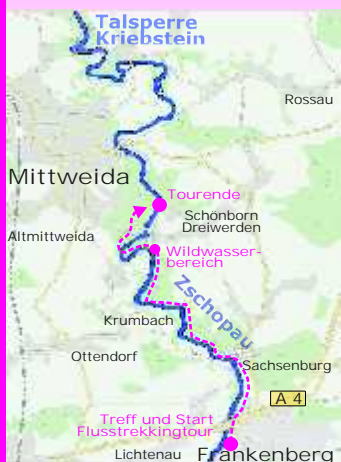 Talsperre
Kriebstein
Rossau
Mittweida
Tourende
Schönborn
Dreiwerden
Altmittweida
Wildwasser-
bereich
Zschopau
Krumbach
Ottendorf
Sachsenburg
A 4
Treff und Start
Flusstrekkingtour
Lichtenau
Frankenberg